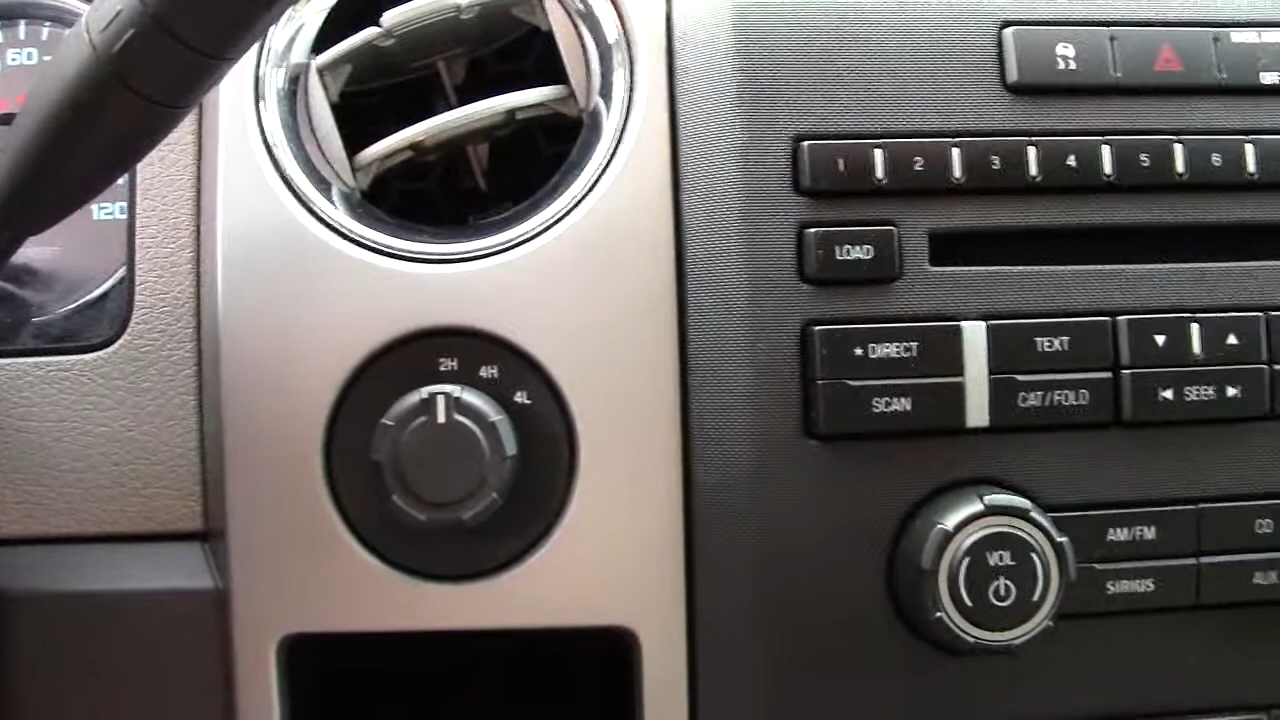 60
120
2H 4H 4L
1 2 3 4 5 6
LOAD
* DIRECT TEXT
SCAN CAT/FOLD SEEK
VOL
AM/FM CD
SIRIUS AUX